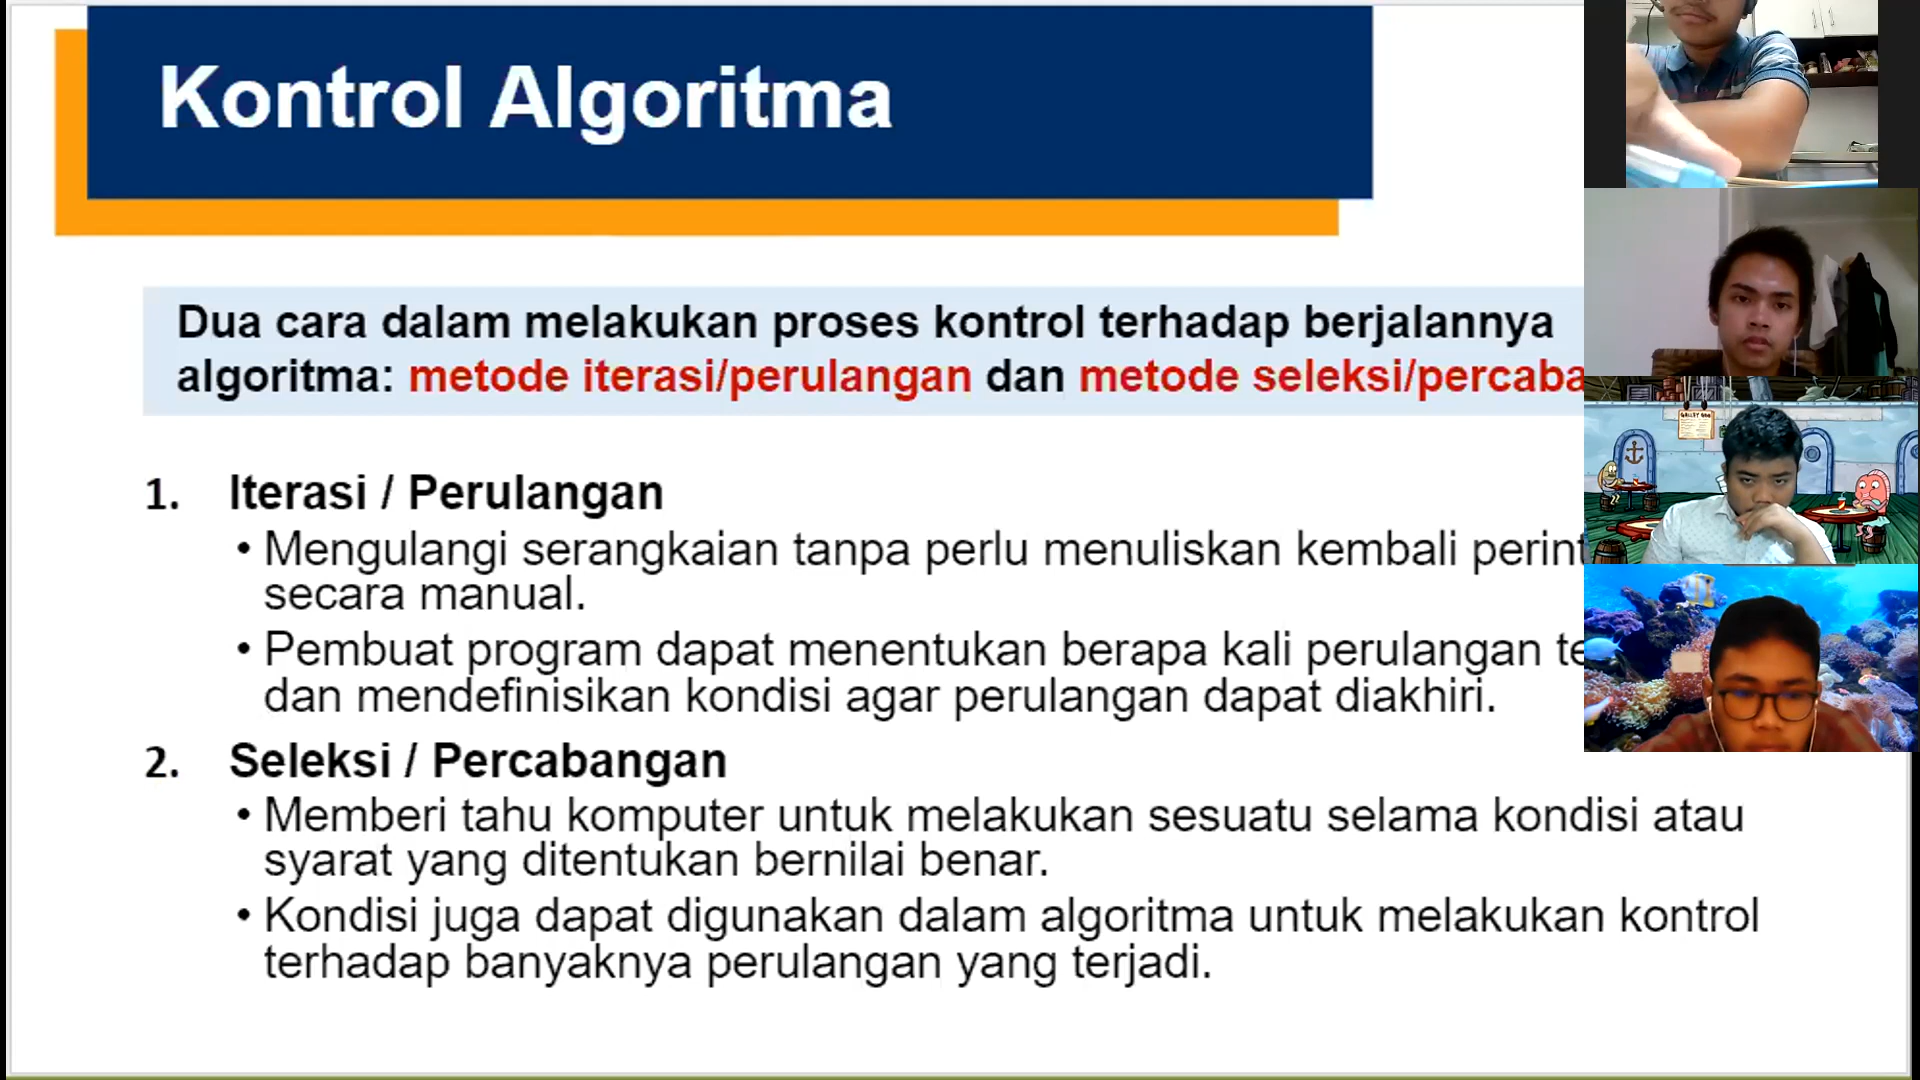 Kontrol Algoritma
Dua cara dalam melakukan proses kontrol terhadap berjalannya
algoritma: metode iterasi/perulangan dan metode seleksi/percaba
1. Iterasi / Perulangan
• Mengulangi serangkaian tanpa perlu menuliskan kembali perint
secara manual.
• Pembuat program dapat menentukan berapa kali perulangan te
dan mendefinisikan kondisi agar perulangan dapat diakhiri.
2. Seleksi / Percabangan
• Memberi tahu komputer untuk melakukan sesuatu selama kondisi atau
syarat yang ditentukan bernilai benar.
• Kondisi juga dapat digunakan dalam algoritma untuk melakukan kontrol
terhadap banyaknya perulangan yang terjadi.